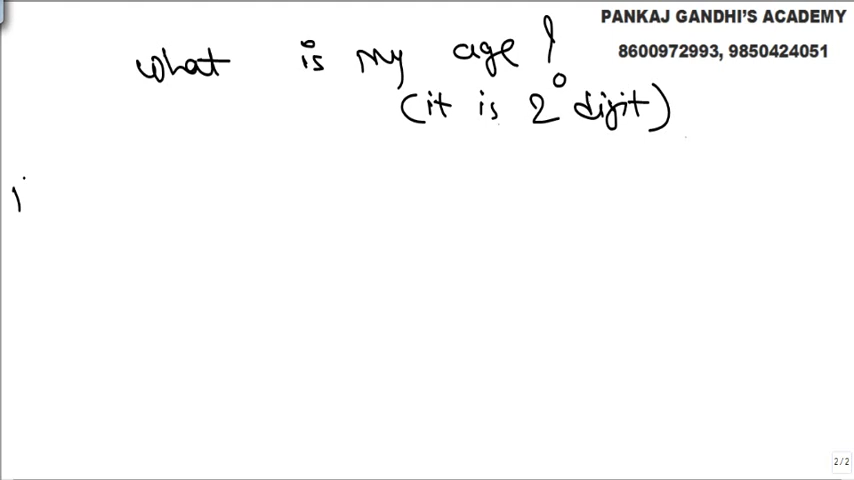 PANKAJ GANDHI'S ACADEMY
8600972993, 9850424051
What is my age?
(it is 2 digit)
2/2